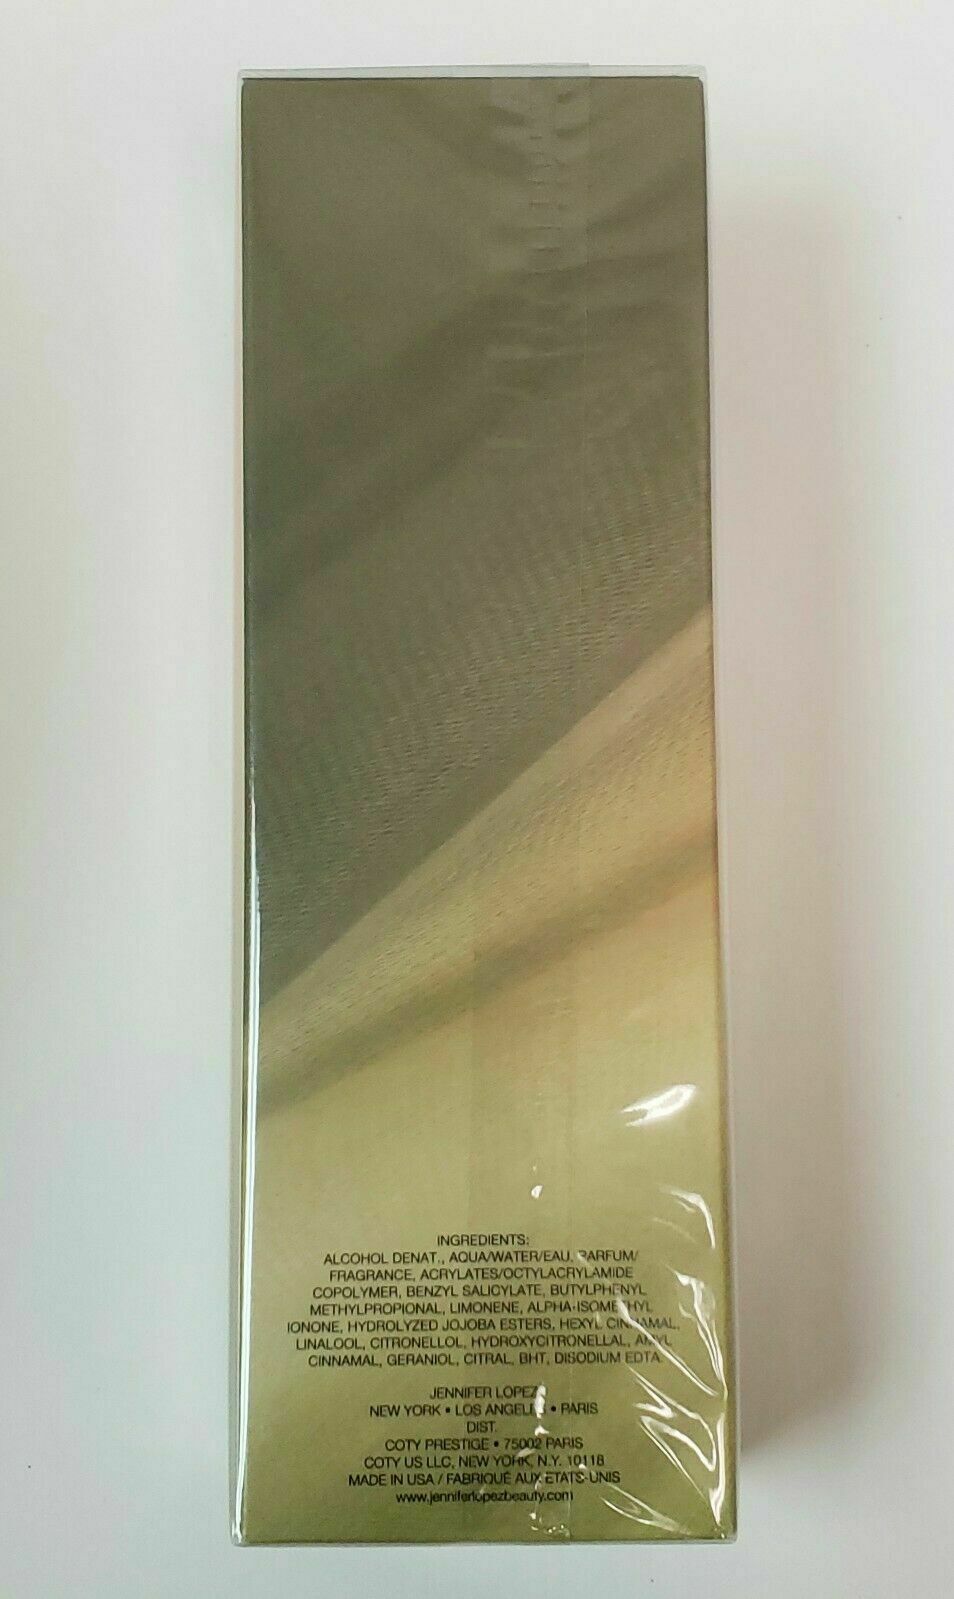 INGREDIENTS:
ALCOHOL DENAT., AQUA/WATER/EAU, PARFUM/
FRAGRANCE, ACRYLATES/OCTYLACRYLAMIDE
COPOLYMER, BENZYL SALICYLATE, BUTYLPHENYL
METHYLPROPIONAL, LIMONENE, ALPHA-ISOMETHYL
IONONE, HYDROLYZED JOJOBA ESTERS, HEXYL CINNAMAL,
LINALOOL, CITRONELLOL, HYDROXYCITRONELLAL, AMYL
CINNAMAL, GERANIOL, CITRAL, BHT, DISODIUM EDTA.
JENNIFER LOPEZ
NEW YORK • LOS ANGELES • PARIS
DIST.
COTY PRESTIGE • 75002 PARIS
COTY US LLC, NEW YORK, N.Y. 10118
MADE IN USA / FABRIQUÉ AUX ETATS-UNIS
www.jenniferlopezbeauty.com